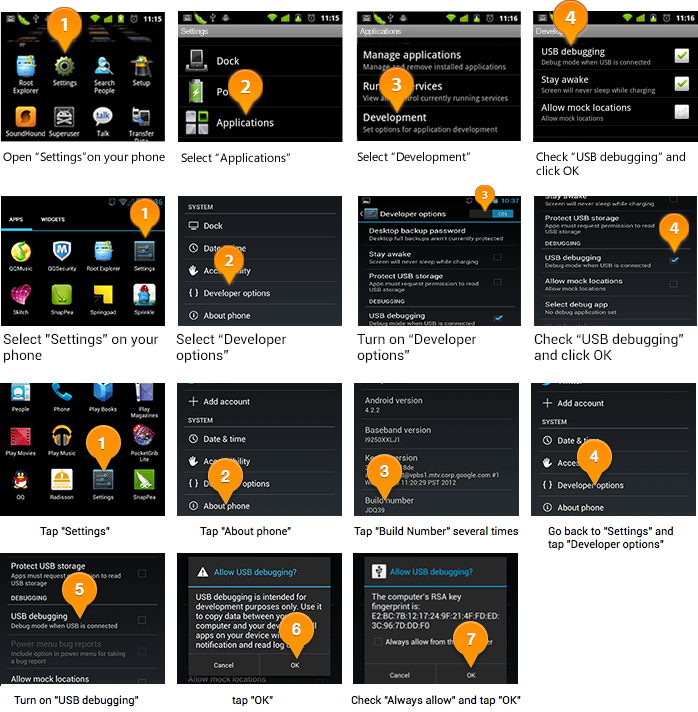 11:15
1
Root
Explorer
Settings
Search
People
Setup
SoundHound
Superuser
Talk
Transfer
Data
Open "Settings"on your phone
11:15
Settings
Dock
2
Applications
Select "Applications"
11:16
Applications
Manage applications
Manage and remove installed applications
3
services
control currently running services
Development
Set options for application development
Select "Development"
4
11:16
USB debugging
Debug mode when USB is connected
Stay awake
Screen will never sleep while charging
Allow mock locations
Allow mock locations
Check "USB debugging" and
click OK
1
APPS
WIDGETS
QQMusic
QQSecurity
Root Explorer
Settings
Skitch
SnapPea
Springpad
Sprinkle
Select "Settings" on your
phone
SYSTEM
Dock
2
{ } Developer options
About phone
Select "Developer
options"
3
10:37
Developer options
ON
Desktop backup password
Desktop full backups aren't currently protected
Stay awake
Screen will never sleep while charging
Protect USB storage
Apps must request permission to read
USB storage
DEBUGGING
USB debugging
Debug mode when USB is connected
Turn on "Developer
options"
Stay awake
Screen will never sleep while charging
Protect USB storage
Apps must request permission to read
USB storage
DEBUGGING
4
USB debugging
Debug mode when USB is connected
Allow mock locations
Allow mock locations
Select debug app
No debug application set
Check "USB debugging"
and click OK
People
Phone
Play Books
Play
Magazines
1
Play Movies
Play Music
PocketGrib
Lite
QQ
Radisson
Settings
SnapPea
Tap "Settings"
+ Add account
SYSTEM
Date & time
2
options
About phone
Tap "About phone"
Android version
4.2.2
Baseband version
I9250XXLJ1
3
version
@vpbs1.mtv.corp.google.com #1
11:20:29 PST 2012
Build number
JDQ39
Tap "Build Number" several times
+ Add account
SYSTEM
Date & time
4
{ } Developer options
About phone
Go back to "Settings" and
tap "Developer options"
Protect USB storage
Apps must request permission to read
USB storage
DEBUGGING
5
USB debugging
Debug mode when USB is connected
Power menu bug reports
Include option in power menu for taking
a bug report
Allow mock locations
Turn on "USB debugging"
Allow USB debugging?
USB debugging is intended for
development purposes only. Use it
to copy data between your
computer and your device
apps on your device
notification and read log
6
Cancel
OK
Allow mock locations
tap "OK"
Allow USB debugging?
The computer's RSA key
fingerprint is:
E2:BC:7B:12:17:24:9F:21:4F:FD:ED:
3C:96:7D:DD:F0
Always allow from
7
Cancel
OK
Check "Always allow" and tap "OK"